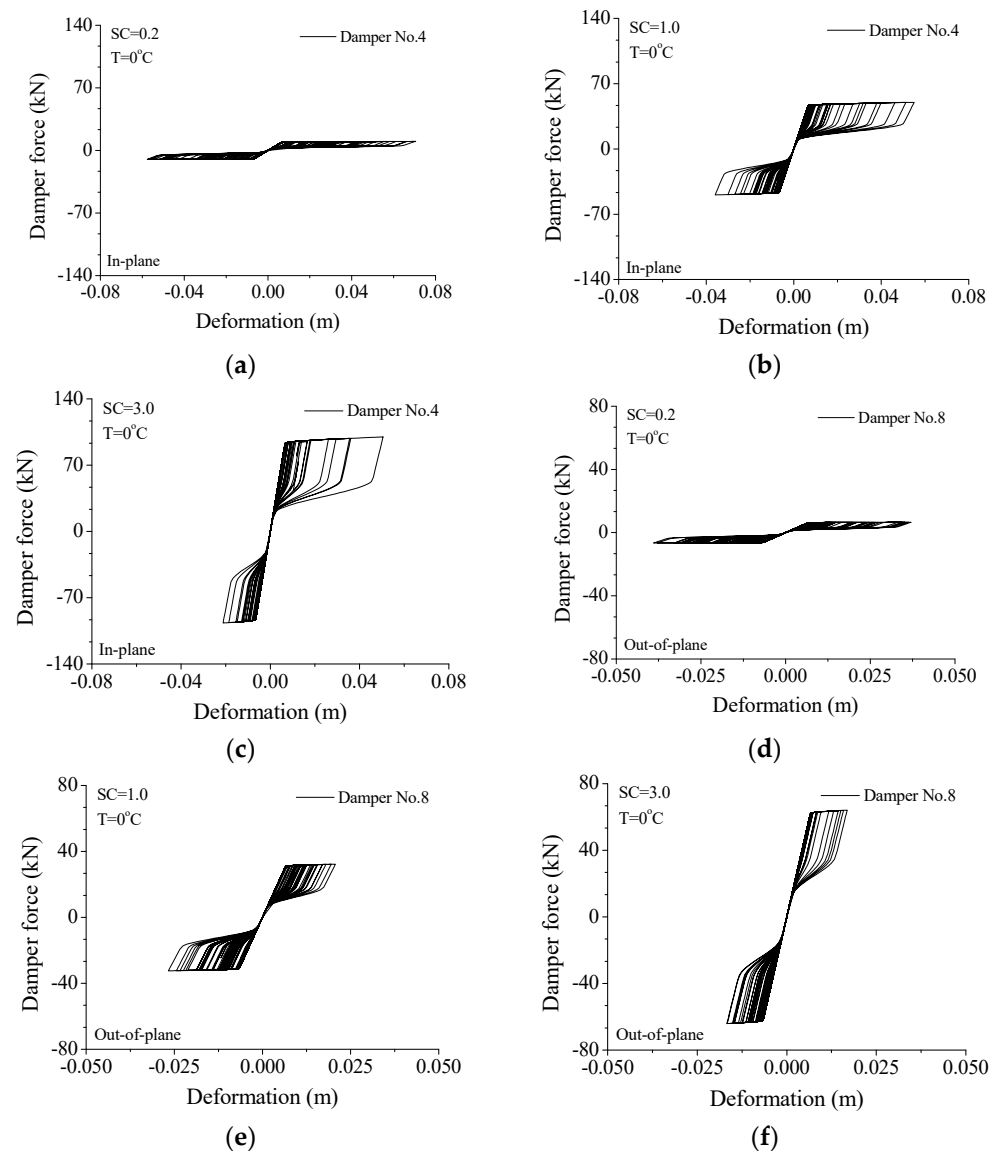 SC=0.2
T=0°C
Damper No.4
140
70
0
-70
-140
Damper force (kN)
In-plane
-0.08 -0.04 0.00 0.04 0.08
Deformation (m)
(a)
SC=1.0
T=0°C
Damper No.4
140
70
0
-70
-140
Damper force (kN)
In-plane
-0.08 -0.04 0.00 0.04 0.08
Deformation (m)
(b)
SC=3.0
T=0°C
Damper No.4
140
70
0
-70
-140
Damper force (kN)
In-plane
-0.08 -0.04 0.00 0.04 0.08
Deformation (m)
(c)
SC=0.2
T=0°C
Damper No.8
80
40
0
-40
-80
Damper force (kN)
Out-of-plane
-0.050 -0.025 0.000 0.025 0.050
Deformation (m)
(d)
SC=1.0
T=0°C
Damper No.8
80
40
0
-40
-80
Damper force (kN)
Out-of-plane
-0.050 -0.025 0.000 0.025 0.050
Deformation (m)
(e)
SC=3.0
T=0°C
Damper No.8
80
40
0
-40
-80
Damper force (kN)
Out-of-plane
-0.050 -0.025 0.000 0.025 0.050
Deformation (m)
(f)